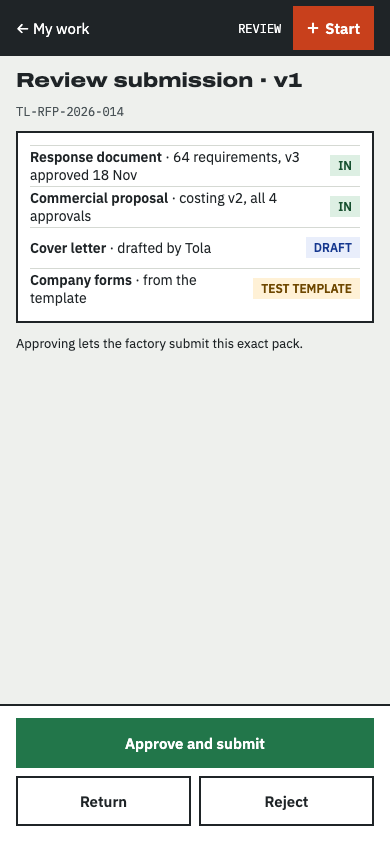 ← My work
REVIEW
+ Start
Review submission · v1
TL-RFP-2026-014
Response document · 64 requirements, v3
approved 18 Nov
IN
Commercial proposal · costing v2, all 4
approvals
IN
Cover letter · drafted by Tola
DRAFT
Company forms · from the
template
TEST TEMPLATE
Approving lets the factory submit this exact pack.
Approve and submit
Return
Reject